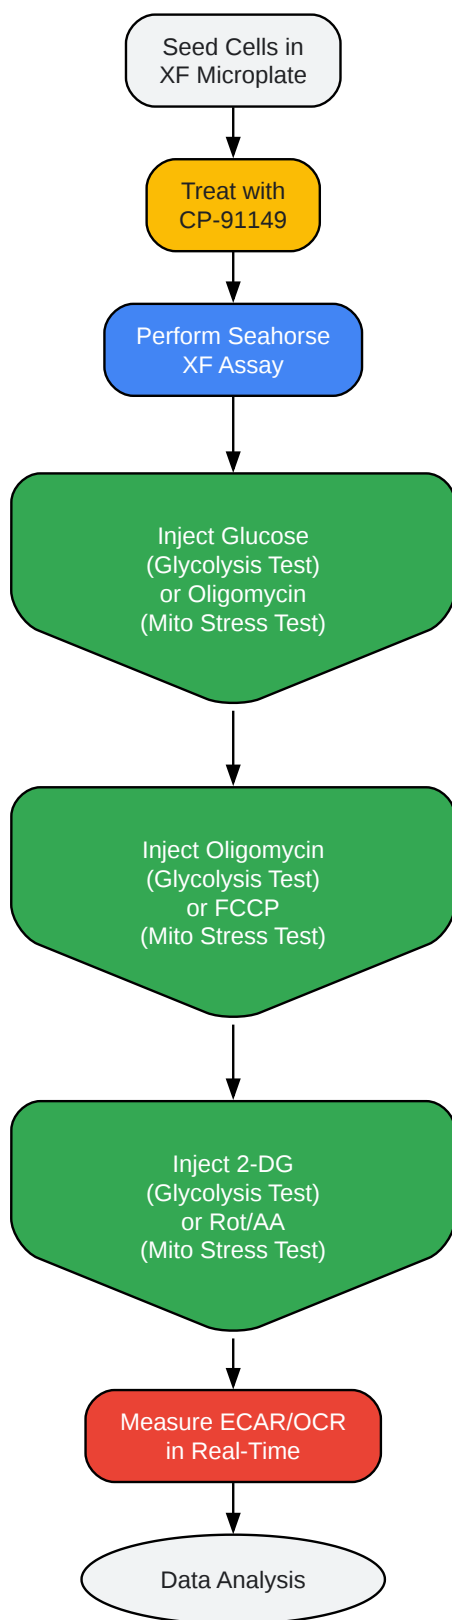 Seed Cells in
XF Microplate
Treat with
CP-91149
Perform Seahorse
XF Assay
Inject Glucose
(Glycolysis Test)
or Oligomycin
(Mito Stress Test)
Inject Oligomycin
(Glycolysis Test)
or FCCP
(Mito Stress Test)
Inject 2-DG
(Glycolysis Test)
or Rot/AA
(Mito Stress Test)
Measure ECAR/OCR
in Real-Time
Data Analysis